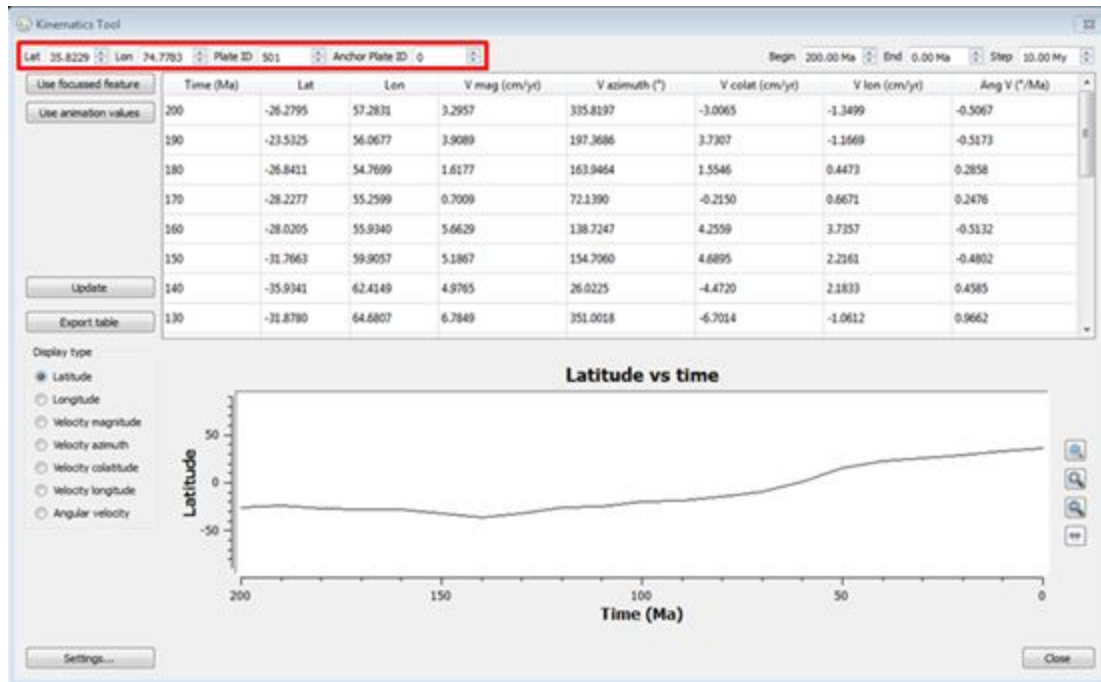 Kinematics Tool
Lat 35.8229 Lon 74.7783 Plate ID 501 Anchor Plate ID 0 Begin 200.00 Ma End 0.00 Ma Step 10.00 My
Use focussed feature
Use animation values
Time (Ma) Lat Lon V mag (cm/yr) V azimuth (°) V colat (cm/yr) V lon (cm/yr) Ang V (°/Ma)
200 -26.2795 57.2831 3.2957 335.8197 -3.0065 -1.3499 -0.5067
190 -23.5325 56.0677 3.9089 197.3686 3.7307 -1.1669 -0.5173
180 -26.8411 54.7699 1.6177 163.9464 1.5546 0.4473 0.2858
170 -28.2277 55.2599 0.7009 72.1390 -0.2150 0.6671 0.2476
160 -28.0205 55.9340 5.6629 138.7247 4.2559 3.7357 -0.5132
150 -31.7663 59.9057 5.1867 154.7060 4.6895 2.2161 -0.4802
140 -35.9341 62.4149 4.9765 26.0225 -4.4720 2.1833 0.4585
130 -31.8780 64.6807 6.7849 351.0018 -6.7014 -1.0612 0.9662
Update
Export table
Display type
Latitude
Longitude
Velocity magnitude
Velocity azimuth
Velocity colatitude
Velocity longitude
Angular velocity
Latitude vs time
Latitude
50
0
-50
200 150 100 50 0
Time (Ma)
Settings...
Close